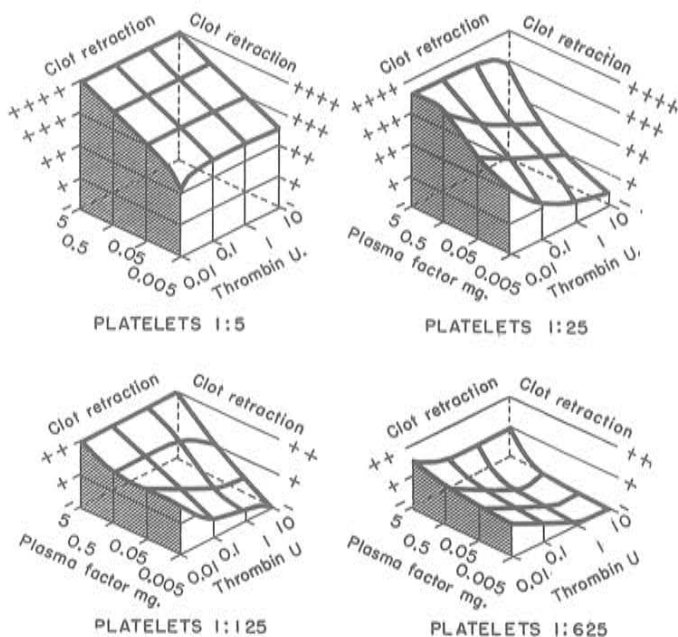 Clot retraction Clot retraction
++++ ++++
+++ +++
++ ++
+ +
- -
5 0.5 0.05 0.005 0.01 0.1 1 10
Thrombin U.
PLATELETS 1:5
Clot retraction Clot retraction
++++ ++++
+++ +++
++ ++
+ +
- -
5 0.5 0.05 0.005 0.01 0.1 1 10
Plasma factor mg. Thrombin U.
PLATELETS 1:25
Clot retraction Clot retraction
++ ++
+ +
- -
5 0.5 0.05 0.005 0.01 0.1 1 10
Plasma factor mg. Thrombin U
PLATELETS 1:125
Clot retraction Clot retraction
++ ++
+ +
- -
5 0.5 0.05 0.005 0.01 0.1 1 10
Plasma factor mg. Thrombin U
PLATELETS 1:625